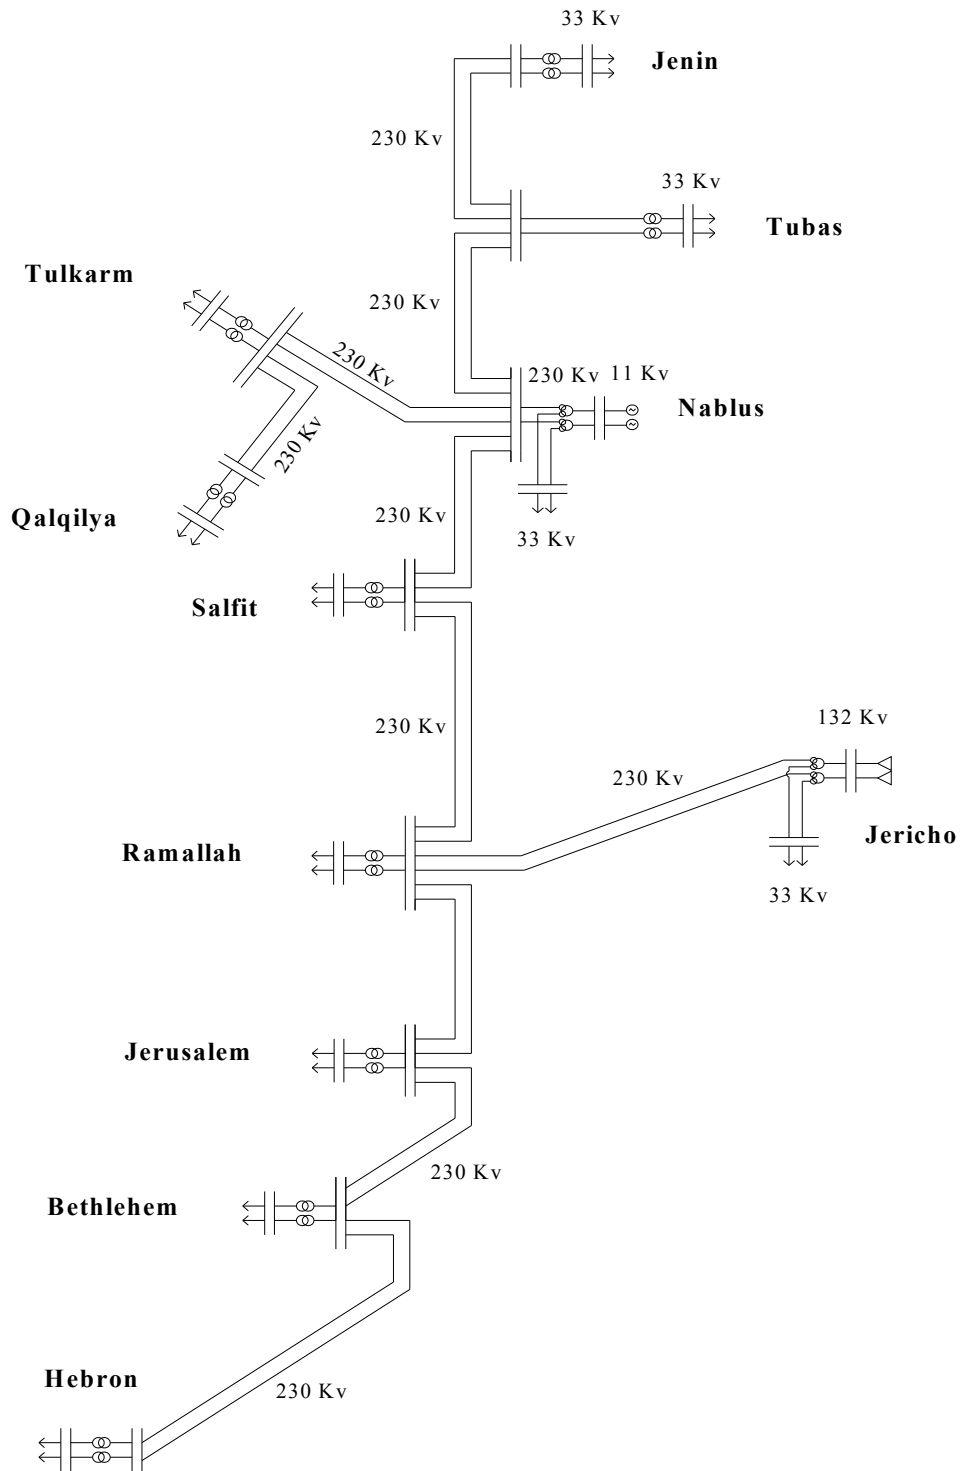 33 Kv
Jenin
230 Kv
33 Kv
Tubas
Tulkarm
230 Kv
230 Kv
230 Kv
11 Kv
Nablus
230 Kv
Qalqilya
230 Kv
33 Kv
Salfit
132 Kv
230 Kv
230 Kv
Ramallah
Jericho
33 Kv
Jerusalem
230 Kv
Bethlehem
Hebron
230 Kv